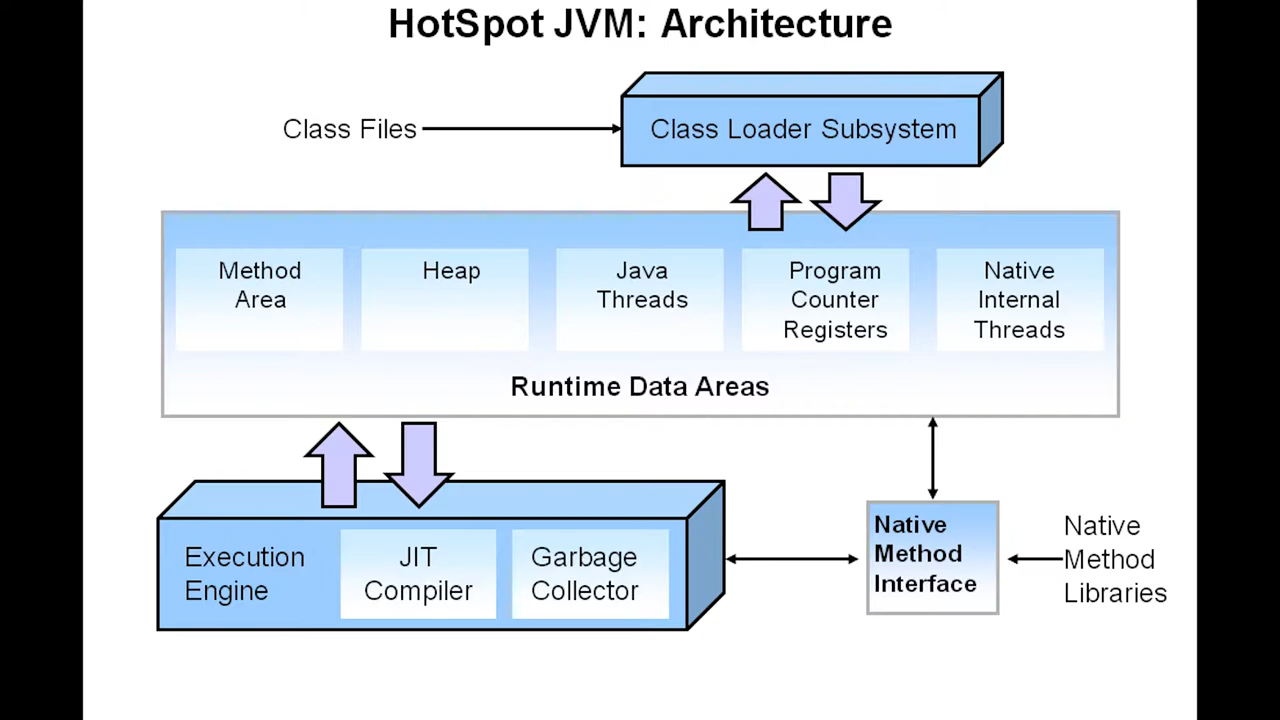 HotSpot JVM: Architecture
Class Files
Class Loader Subsystem
Method
Area
Heap
Java
Threads
Program
Counter
Registers
Native
Internal
Threads
Runtime Data Areas
Execution
Engine
JIT
Compiler
Garbage
Collector
Native
Method
Interface
Native
Method
Libraries